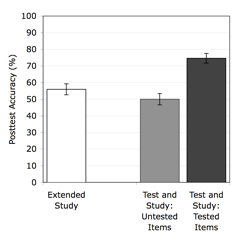 Posttest Accuracy (%)
100
90
80
70
60
50
40
30
20
10
0
Extended
Study
Test and
Study:
Untested
Items
Test and
Study:
Tested
Items